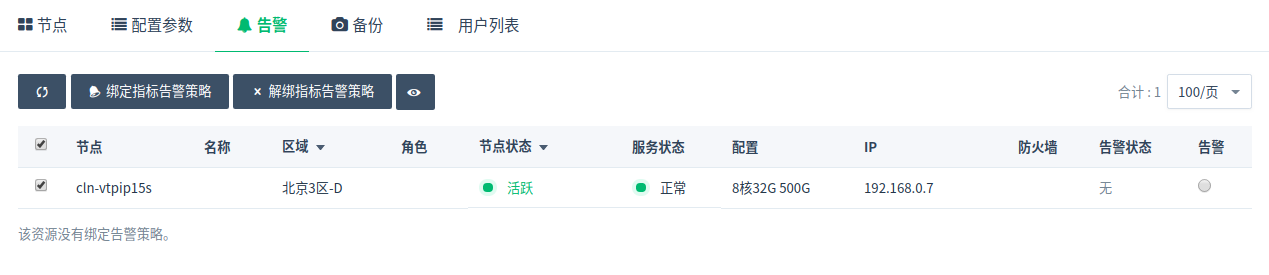 节点 配置参数 告警 备份 用户列表
绑定指标告警策略 解绑指标告警策略 合计 : 1 100/页
节点 名称 区域 角色 节点状态 服务状态 配置 IP 防火墙 告警状态 告警
cln-vtpip15s 北京3区-D 活跃 正常 8核32G 500G 192.168.0.7 无
该资源没有绑定告警策略。